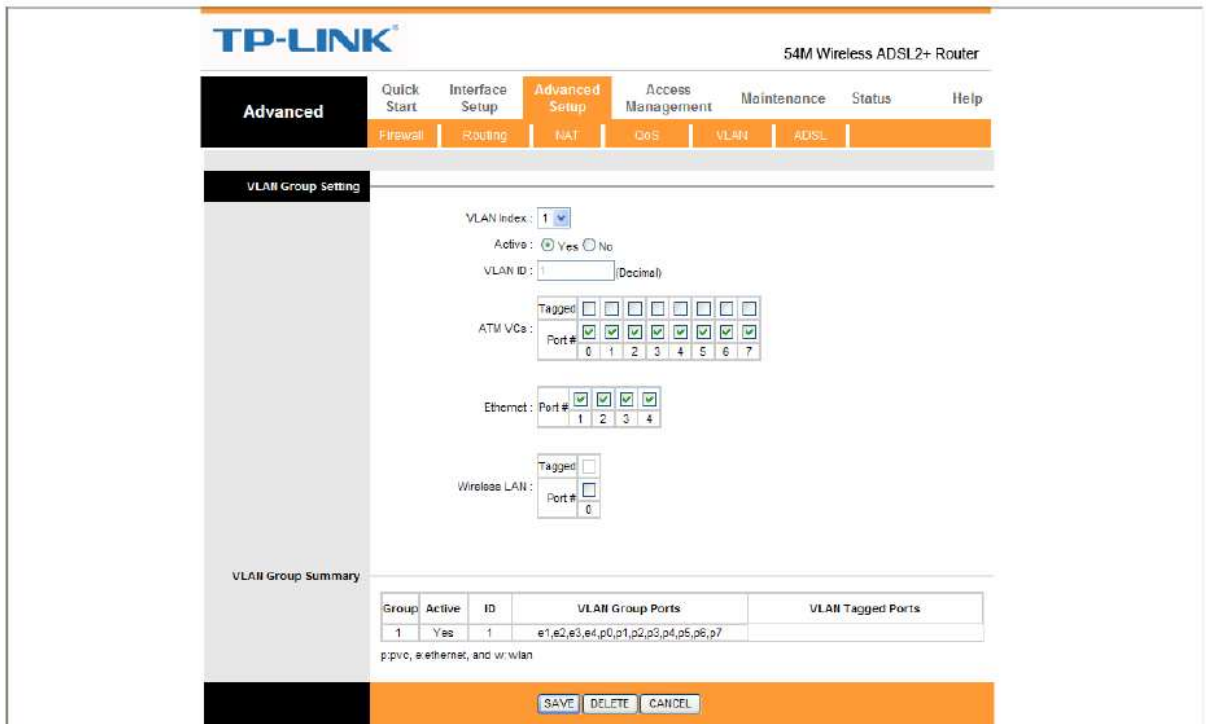 TP-LINK®
54M Wireless ADSL2+ Router
Advanced
Quick Start
Interface Setup
Advanced Setup
Access Management
Maintenance
Status
Help
Firewall
Routing
NAT
QoS
VLAN
ADSL
VLAN Group Setting
VLAN Index : 1
Active : Yes No
VLAN ID : 1 (Decimal)
ATM VCs :
Tagged
Port #
0 1 2 3 4 5 6 7
Ethernet : Port #
1 2 3 4
Wireless LAN :
Tagged
Port #
0
VLAN Group Summary
Group Active ID VLAN Group Ports VLAN Tagged Ports
1 Yes 1 e1,e2,e3,e4,p0,p1,p2,p3,p4,p5,p6,p7
p:pvc, e:ethernet, and w:wlan
SAVE DELETE CANCEL